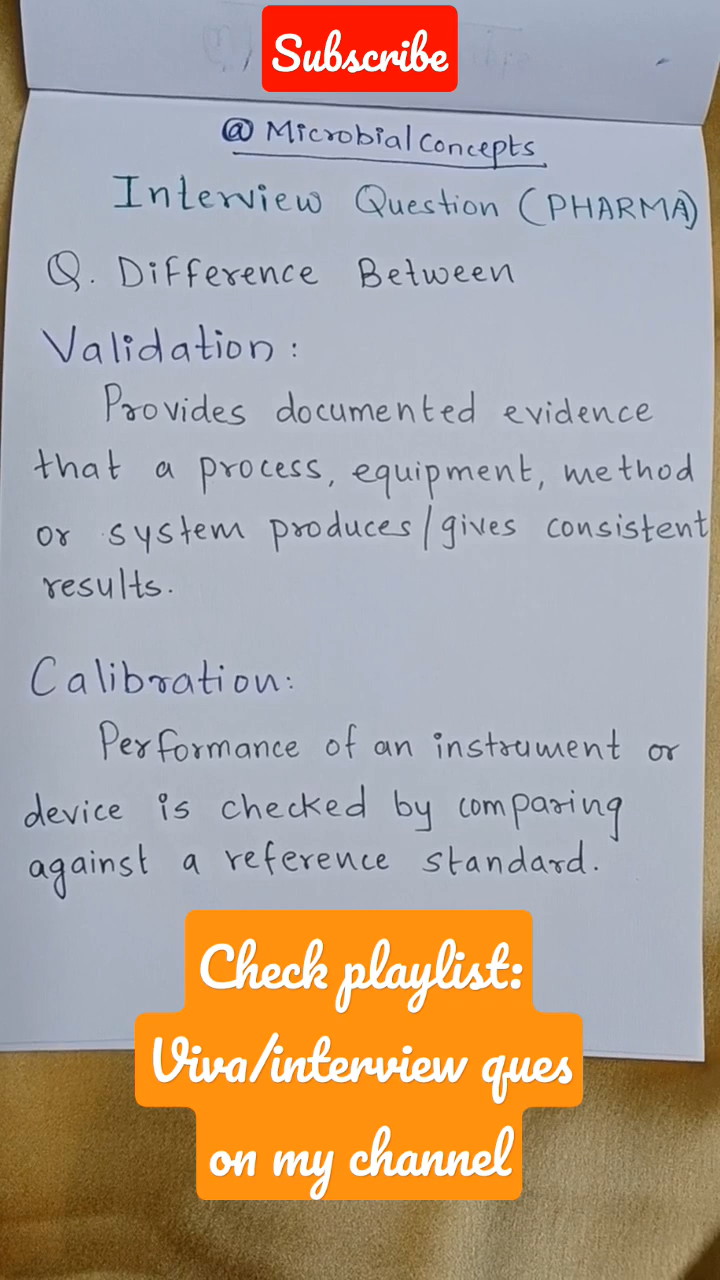 Subscribe
@ Microbial Concepts
Interview Question (PHARMA)
Q. Difference Between
Validation:
Provides documented evidence
that a process, equipment, method
or system produces/gives consistent
results.
Calibration:
Performance of an instrument or
device is checked by comparing
against a reference standard.
Check playlist:
Viva/interview ques
on my channel